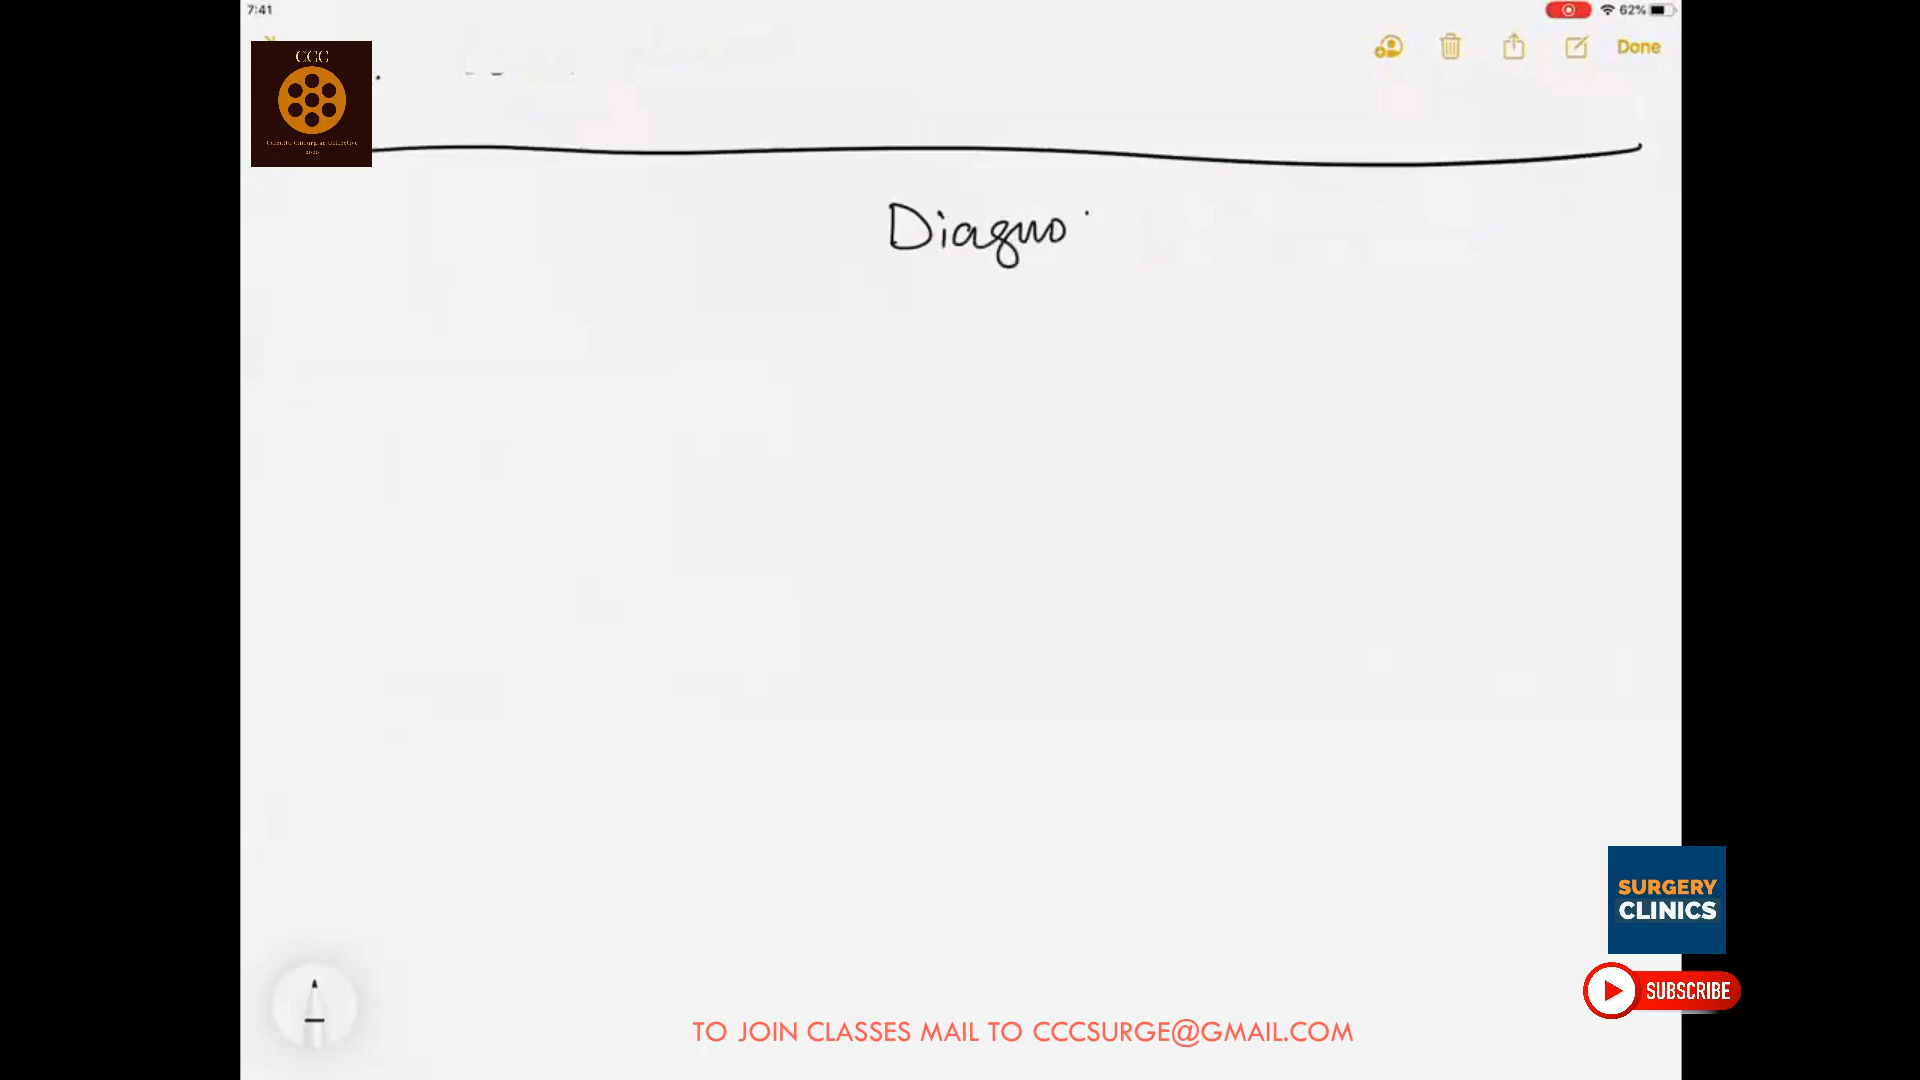 7:41
62%
Done
CCC
Diagno
SURGERY
CLINICS
SUBSCRIBE
TO JOIN CLASSES MAIL TO CCCSURGE@GMAIL.COM